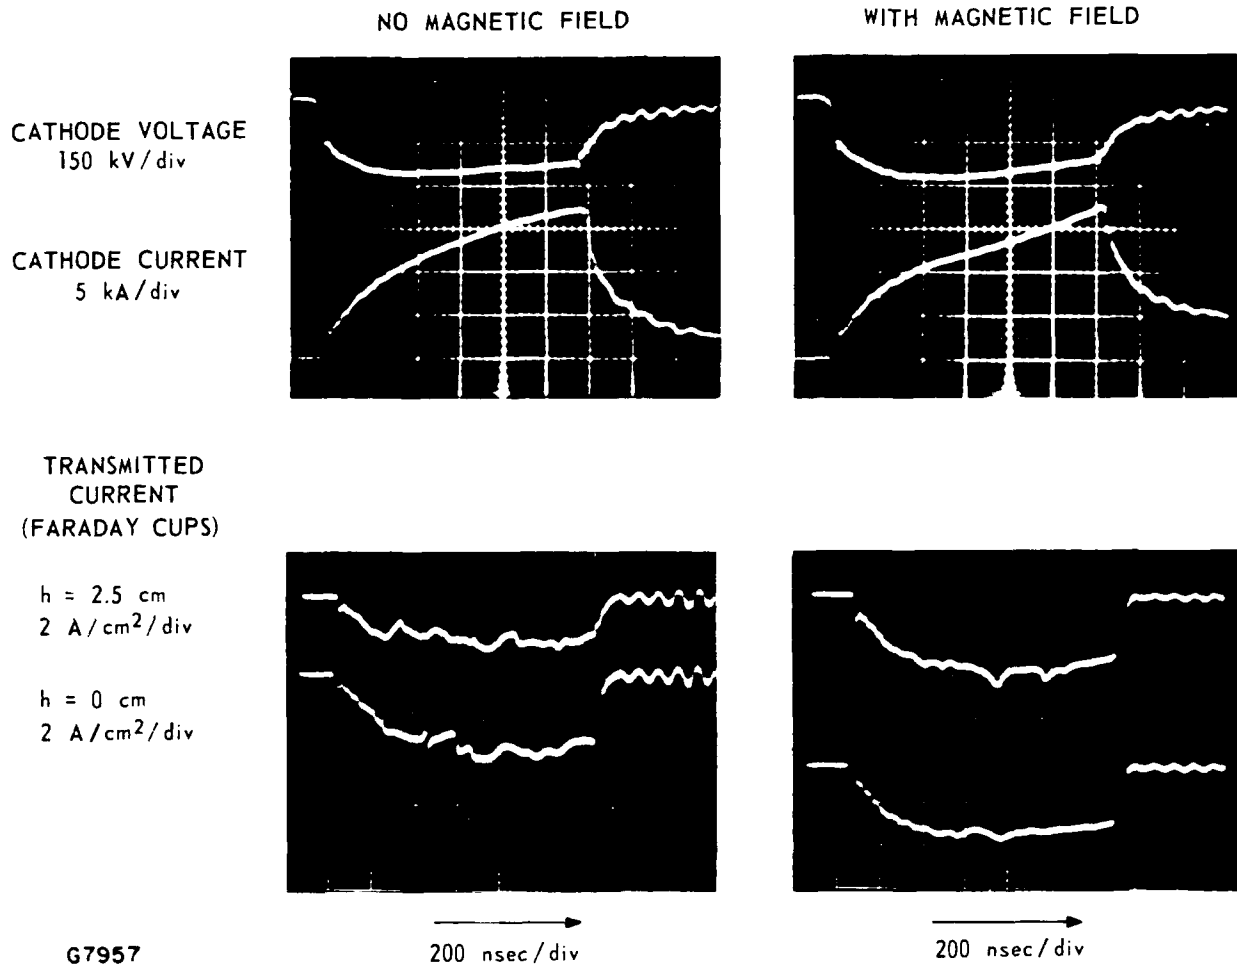 NO MAGNETIC FIELD
WITH MAGNETIC FIELD
CATHODE VOLTAGE
150 kV/div
CATHODE CURRENT
5 kA/div
TRANSMITTED
CURRENT
(FARADAY CUPS)
h = 2.5 cm
2 A/cm²/div
h = 0 cm
2 A/cm²/div
200 nsec/div
200 nsec/div
G7957